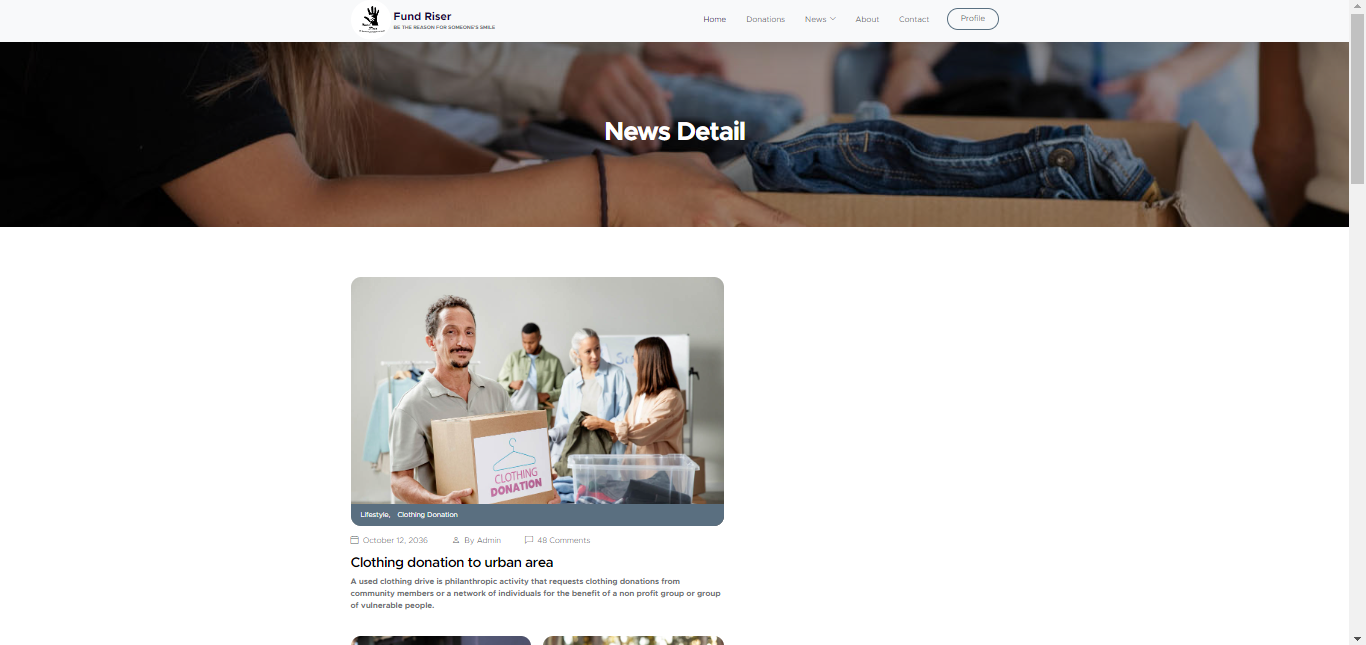 Fund Riser
BE THE REASON FOR SOMEONE'S SMILE
Home Donations News About Contact Profile
News Detail
CLOTHING
DONATION
Lifestyle, Clothing Donation
October 12, 2036 By Admin 48 Comments
Clothing donation to urban area
A used clothing drive is philanthropic activity that requests clothing donations from
community members or a network of individuals for the benefit of a non profit group or group
of vulnerable people.